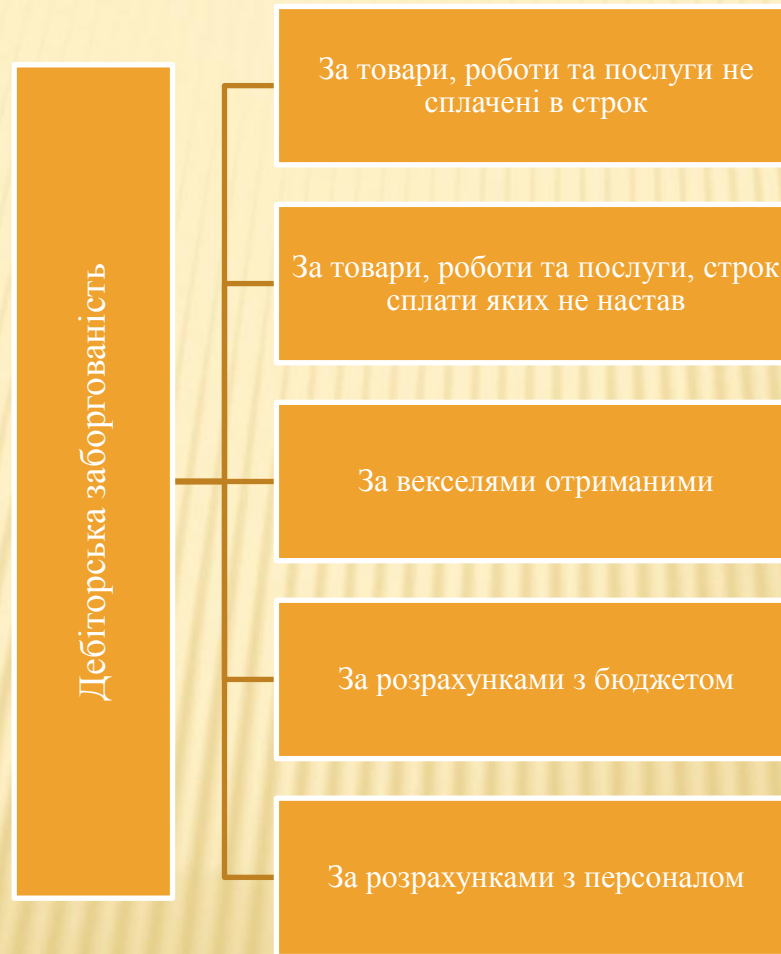 Дебіторська заборгованість
За товари, роботи та послуги не
сплачені в строк
За товари, роботи та послуги, строк
сплати яких не настав
За векселями отриманими
За розрахунками з бюджетом
За розрахунками з персоналом